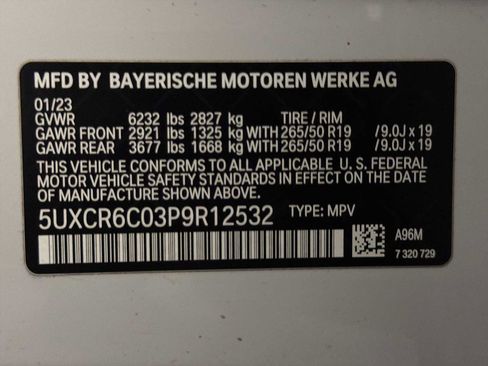 MFD BY BAYERISCHE MOTOREN WERKE AG
01/23
GVWR 6232 lbs 2827 kg TIRE / RIM
GAWR FRONT 2921 lbs 1325 kg WITH 265/50 R19 /9.0J x 19
GAWR REAR 3677 lbs 1668 kg WITH 265/50 R19 /9.0J x 19
THIS VEHICLE CONFORMS TO ALL APPLICABLE U. S. FEDERAL
MOTOR VEHICLE SAFETY STANDARDS IN EFFECT ON THE DATE
OF MANUFACTURE SHOWN ABOVE.
5UXCR6C03P9R12532 TYPE: MPV
A96M
7 320 729